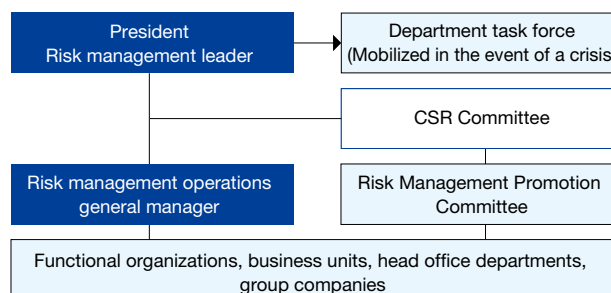 President
Risk management leader
Department task force
(Mobilized in the event of a crisis
CSR Committee
Risk management operations
general manager
Risk Management Promotion
Committee
Functional organizations, business units, head office departments,
group companies